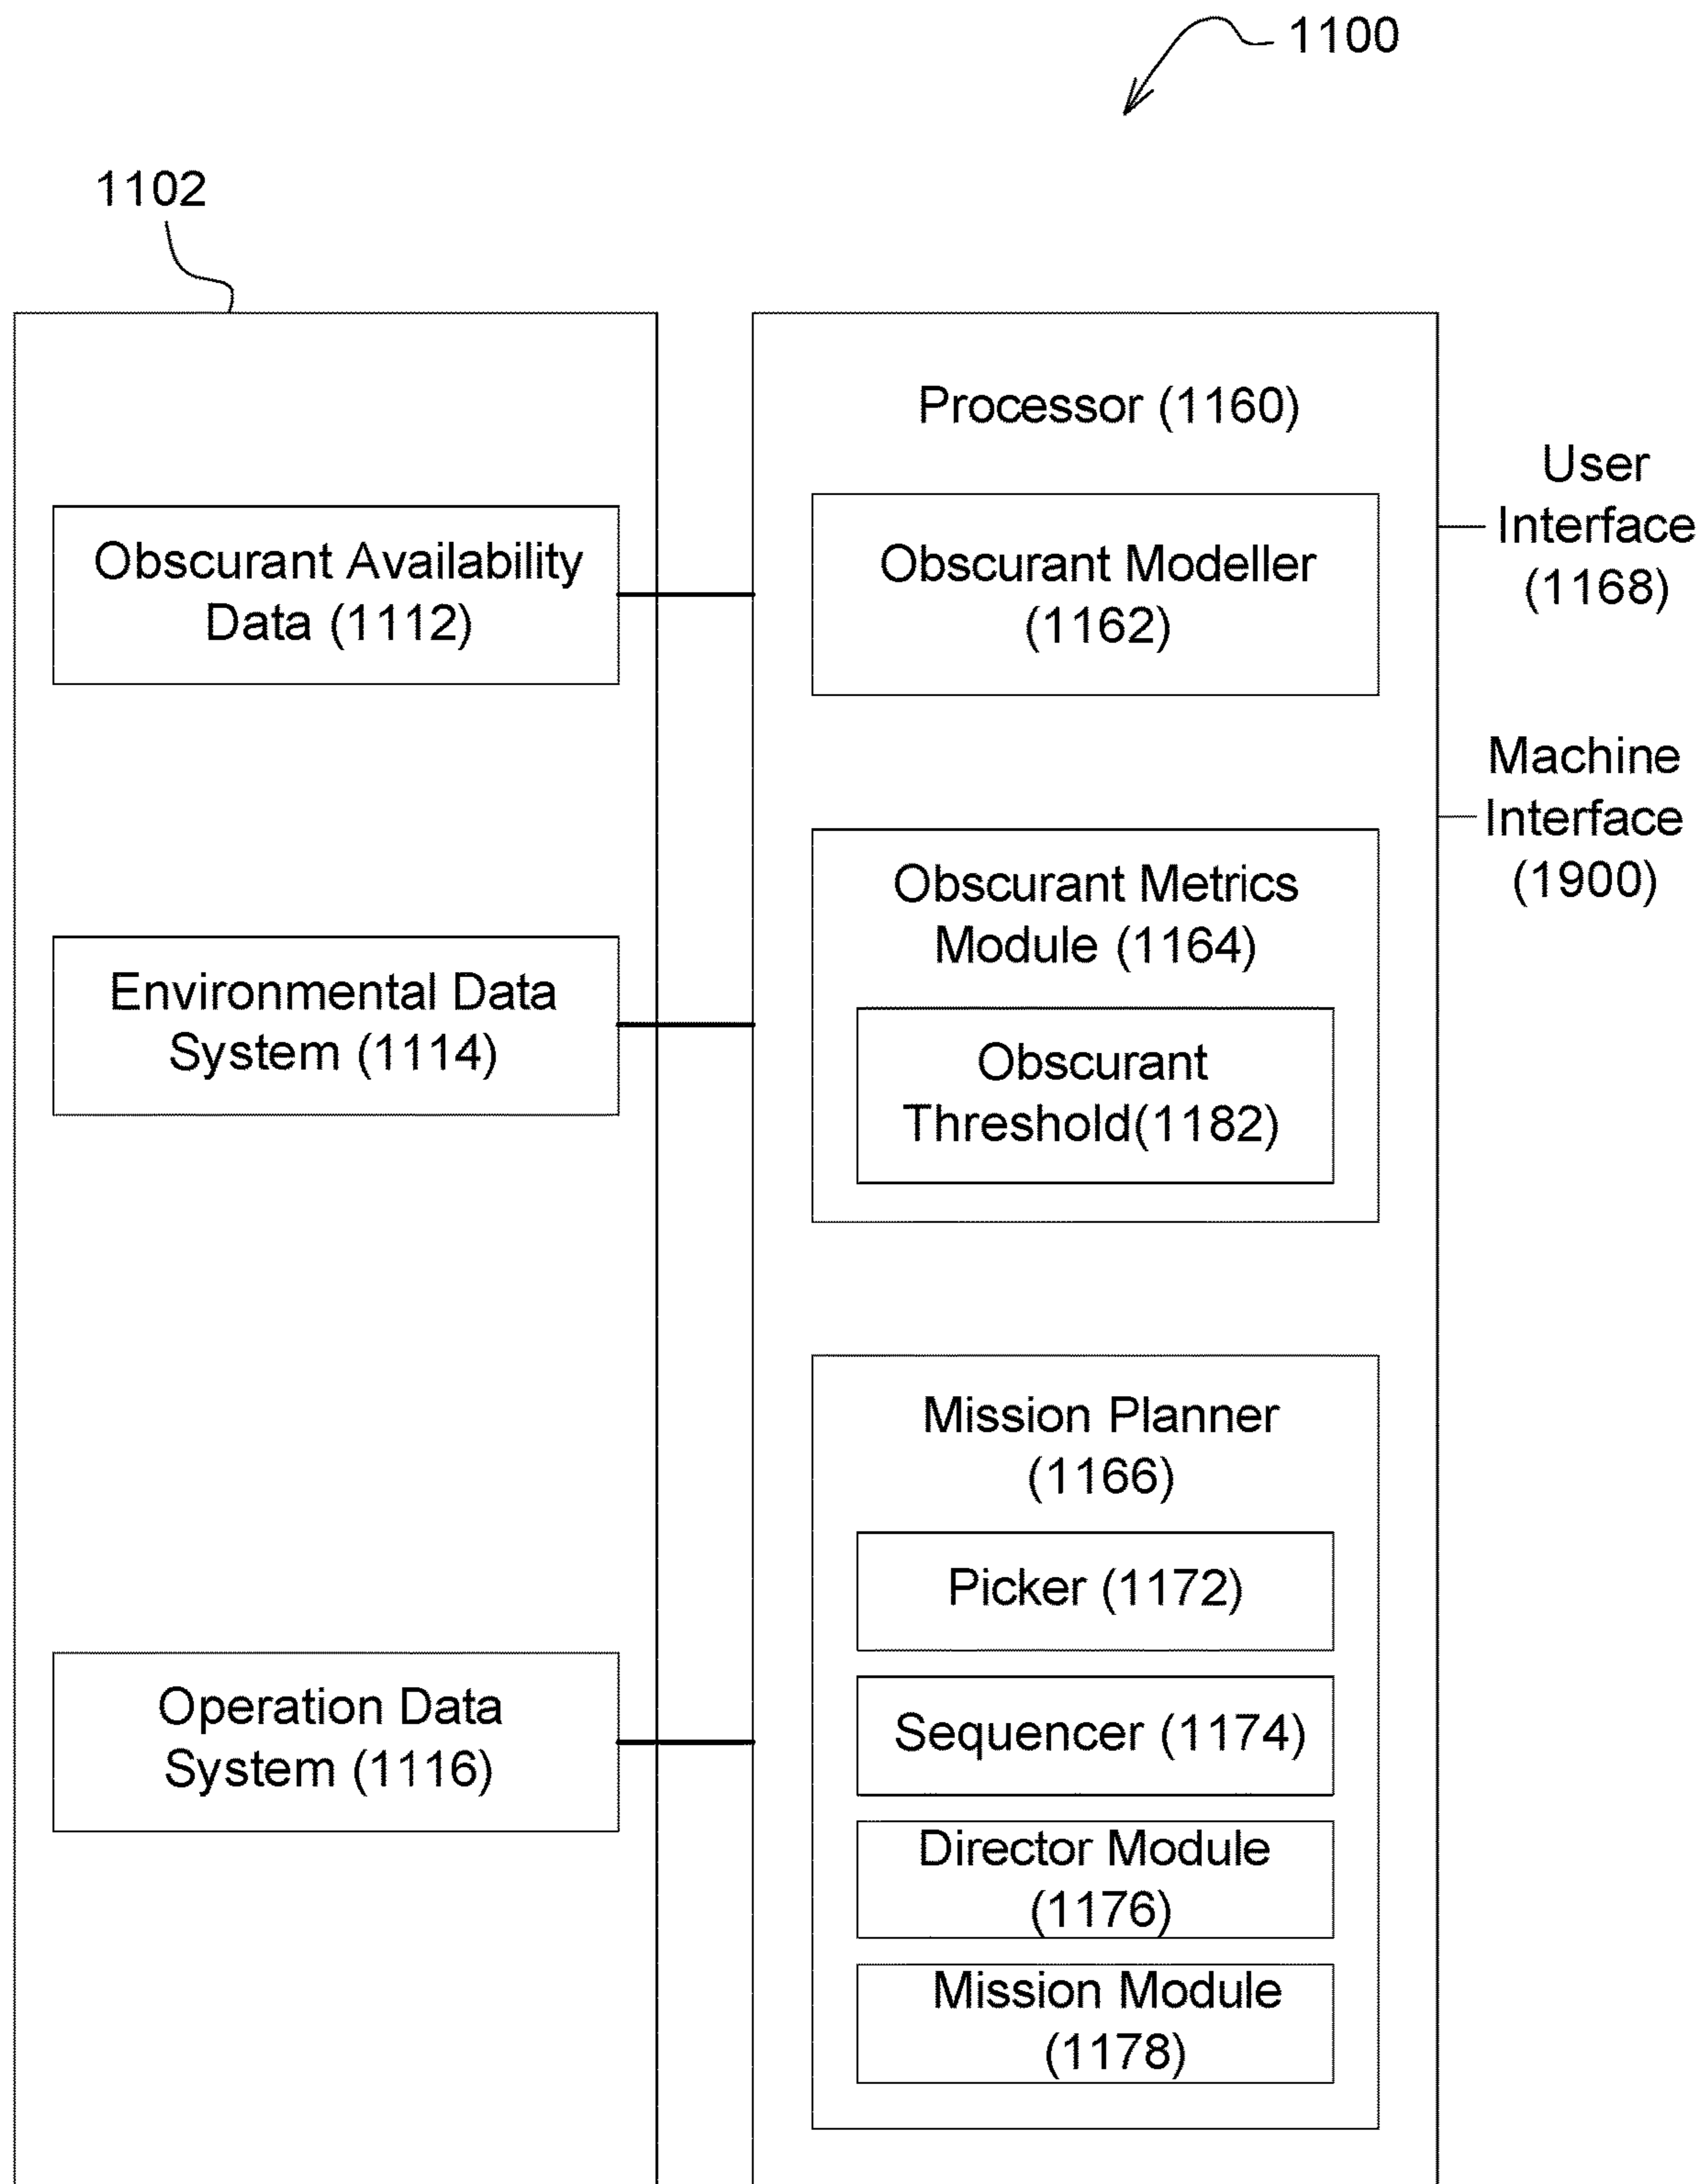 1100
1102
Processor (1160)
User
Interface
(1168)
Obscurant Availability
Data (1112)
Obscurant Modeller
(1162)
Machine
Interface
(1900)
Obscurant Metrics
Module (1164)
Environmental Data
System (1114)
Obscurant
Threshold(1182)
Mission Planner
(1166)
Picker (1172)
Operation Data
System (1116)
Sequencer (1174)
Director Module
(1176)
Mission Module
(1178)